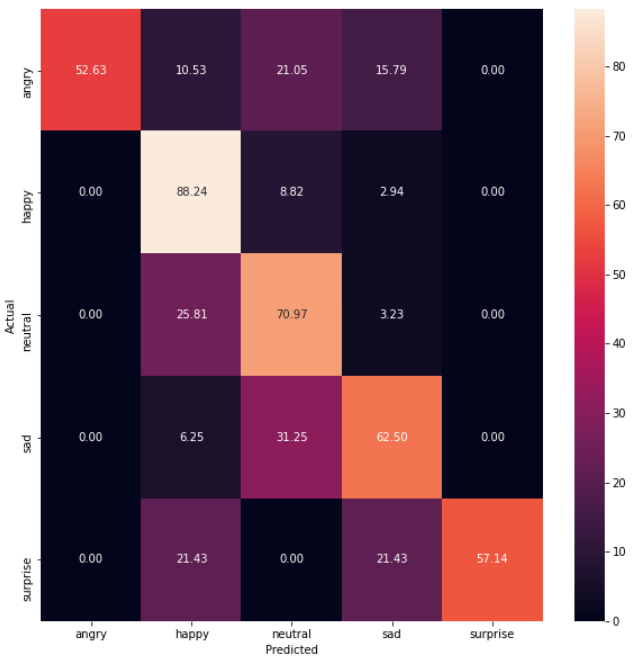 angry 52.63 10.53 21.05 15.79 0.00
happy 0.00 88.24 8.82 2.94 0.00
Actual
neutral 0.00 25.81 70.97 3.23 0.00
sad 0.00 6.25 31.25 62.50 0.00
surprise 0.00 21.43 0.00 21.43 57.14
angry happy neutral sad surprise
Predicted
80
70
60
50
40
30
20
10
0